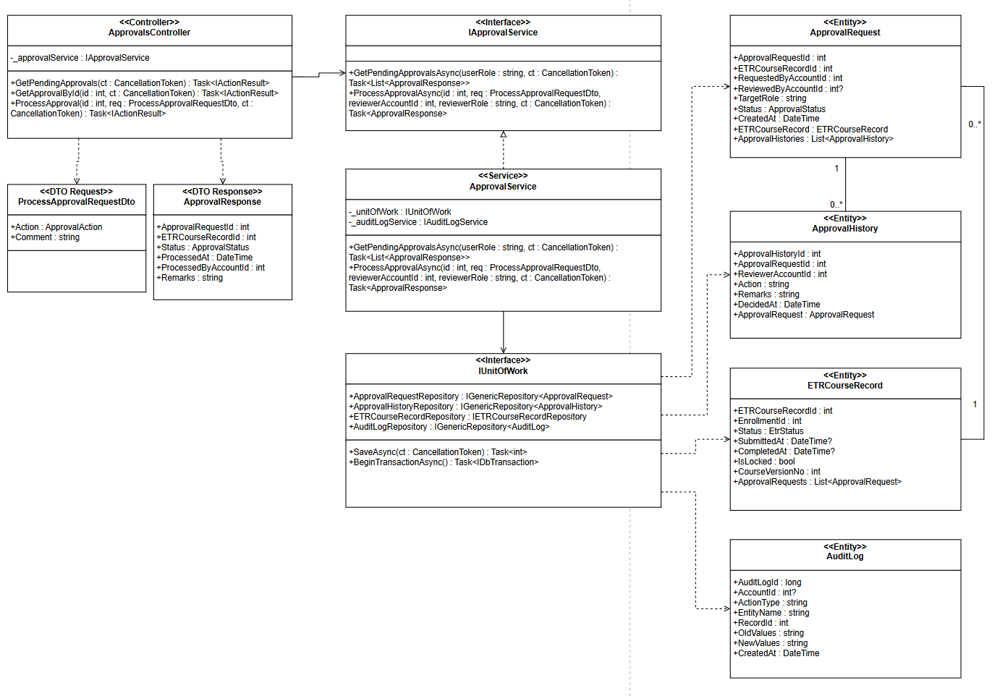 <<Controller>>
ApprovalsController
-_approvalService : IApprovalService
+GetPendingApprovals(ct : CancellationToken) : Task<IActionResult>
+GetApprovalById(id : int, ct : CancellationToken) : Task<IActionResult>
+ProcessApproval(id : int, req : ProcessApprovalRequestDto, ct :
CancellationToken) : Task<IActionResult>
<<DTO Request>>
ProcessApprovalRequestDto
+Action : ApprovalAction
+Comment : string
<<DTO Response>>
ApprovalResponse
+ApprovalRequestId : int
+ETRCourseRecordId : int
+Status : ApprovalStatus
+ProcessedAt : DateTime
+ProcessedByAccountId : int
+Remarks : string
<<Interface>>
IApprovalService
+GetPendingApprovalsAsync(userRole : string, ct : CancellationToken) :
Task<List<ApprovalResponse>>
+ProcessApprovalAsync(id : int, req : ProcessApprovalRequestDto,
reviewerAccountId : int, reviewerRole : string, ct : CancellationToken) :
Task<ApprovalResponse>
<<Service>>
ApprovalService
-_unitOfWork : IUnitOfWork
-_auditLogService : IAuditLogService
+GetPendingApprovalsAsync(userRole : string, ct : CancellationToken) :
Task<List<ApprovalResponse>>
+ProcessApprovalAsync(id : int, req : ProcessApprovalRequestDto,
reviewerAccountId : int, reviewerRole : string, ct : CancellationToken) :
Task<ApprovalResponse>
<<Interface>>
IUnitOfWork
+ApprovalRequestRepository : IGenericRepository<ApprovalRequest>
+ApprovalHistoryRepository : IGenericRepository<ApprovalHistory>
+ETRCourseRecordRepository : IETRCourseRecordRepository
+AuditLogRepository : IGenericRepository<AuditLog>
+SaveAsync(ct : CancellationToken) : Task<int>
+BeginTransactionAsync() : Task<IDbTransaction>
<<Entity>>
ApprovalRequest
+ApprovalRequestId : int
+ETRCourseRecordId : int
+RequestedByAccountId : int
+ReviewedByAccountId : int?
+TargetRole : string
+Status : ApprovalStatus
+CreatedAt : DateTime
+ETRCourseRecord : ETRCourseRecord
+ApprovalHistories : List<ApprovalHistory>
0..*
1
0..*
<<Entity>>
ApprovalHistory
+ApprovalHistoryId : int
+ApprovalRequestId : int
+ReviewerAccountId : int
+Action : string
+Remarks : string
+DecidedAt : DateTime
+ApprovalRequest : ApprovalRequest
<<Entity>>
ETRCourseRecord
+ETRCourseRecordId : int
+EnrollmentId : int
+Status : EtrStatus
+SubmittedAt : DateTime?
+CompletedAt : DateTime?
+IsLocked : bool
+CourseVersionNo : int
+ApprovalRequests : List<ApprovalRequest>
1
<<Entity>>
AuditLog
+AuditLogId : long
+AccountId : int?
+ActionType : string
+EntityName : string
+RecordId : int
+OldValues : string
+NewValues : string
+CreatedAt : DateTime